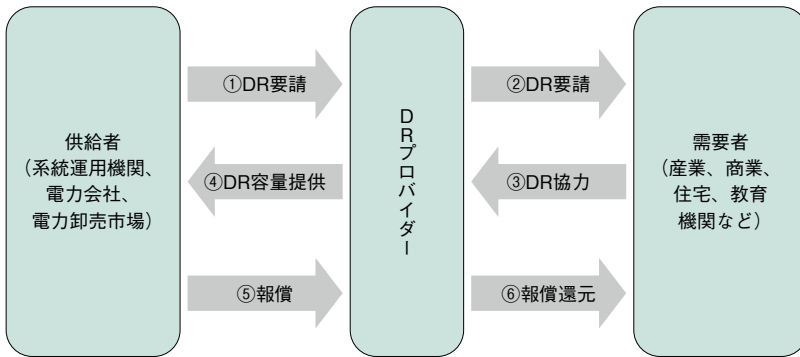 供給者
（系統運用機関、
電力会社、
電力卸売市場）
①DR要請
④DR容量提供
⑤報償
DRプロバイダー
②DR要請
③DR協力
⑥報償還元
需要者
（産業、商業、
住宅、教育
機関など）